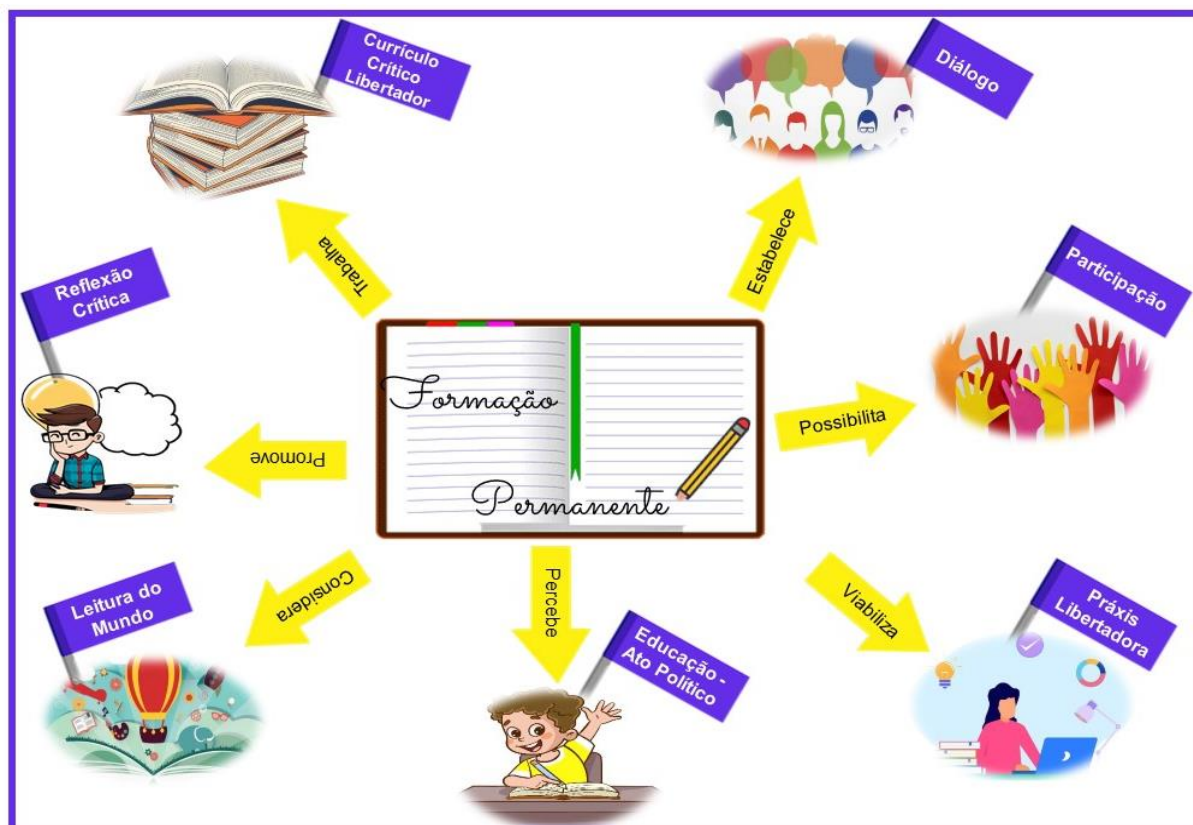 Currículo
Crítico
Libertador
Diálogo
Trabalha
Estabelece
Reflexão
Crítica
Participação
Formação
Permanente
Promove
Possibilita
Considera
Percebe
Viabiliza
Leitura do
Mundo
Educação -
Ato Político
Práxis
Libertadora